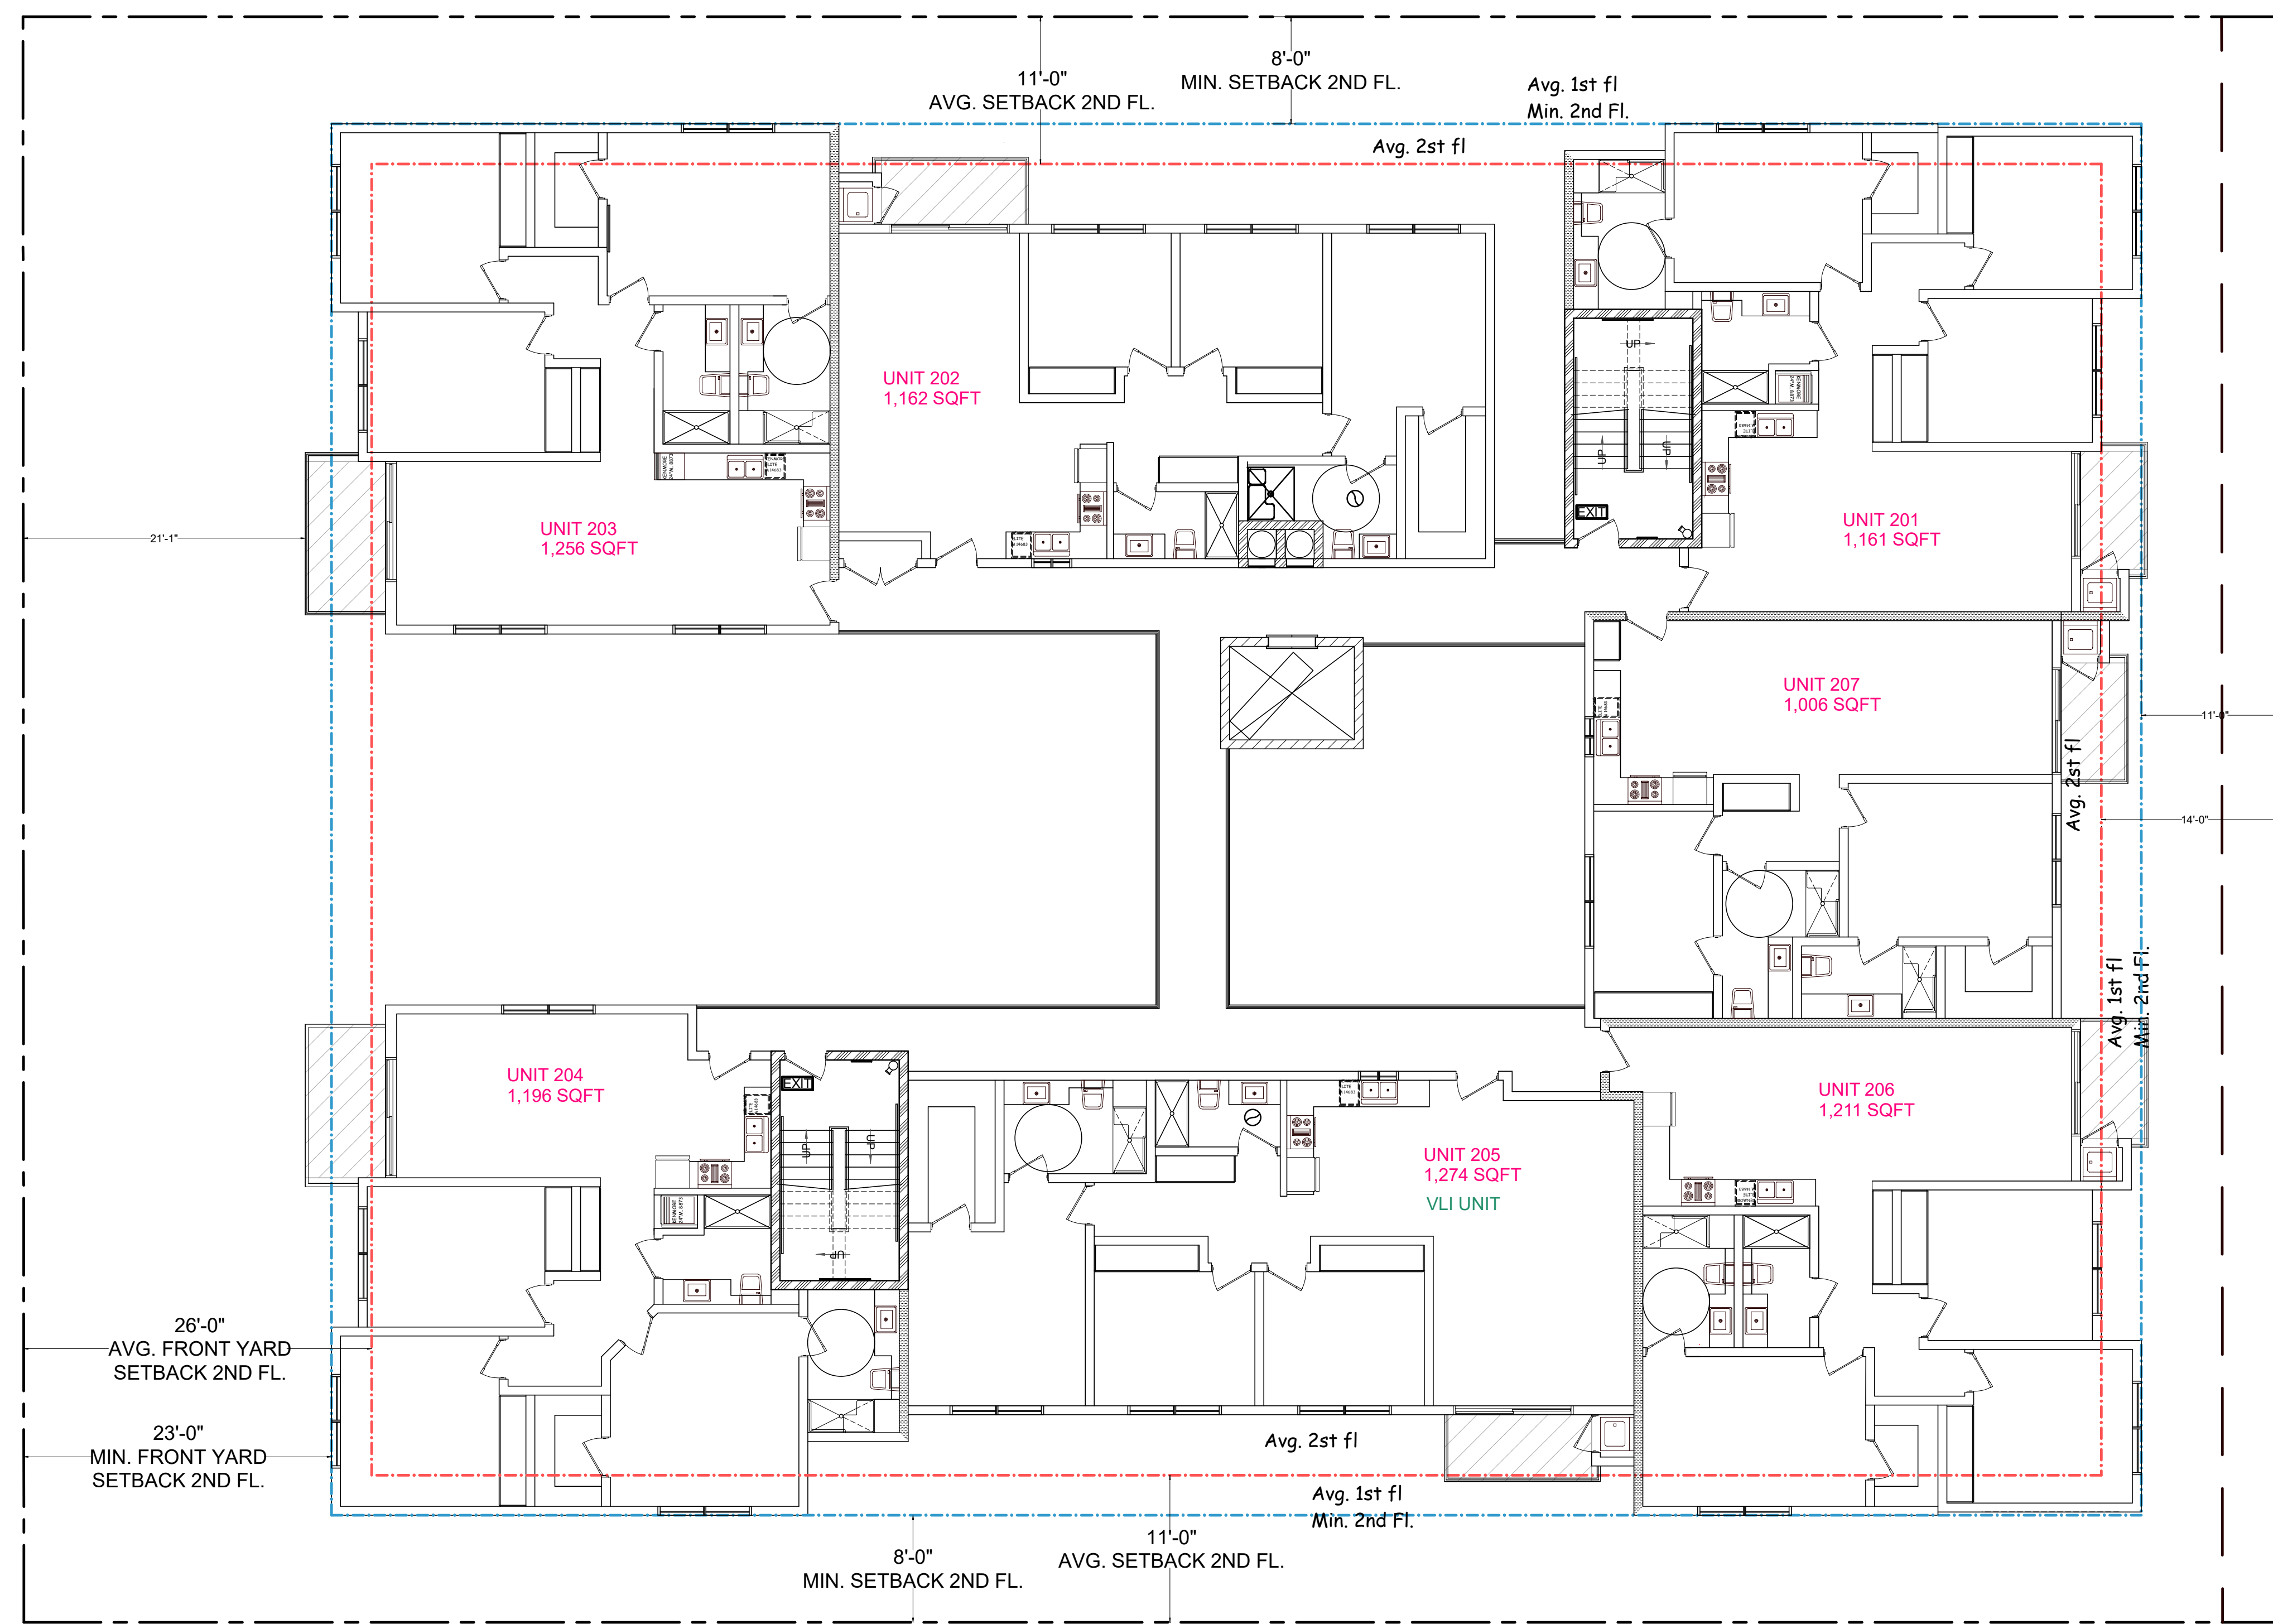 8'-0"
MIN. SETBACK 2ND FL.
11'-0"
AVG. SETBACK 2ND FL.
Avg. 1st fl
Min. 2nd Fl.
Avg. 2st fl
UNIT 202
1,162 SQFT
UP
UP
UP
EXIT
UNIT 203
1,256 SQFT
UNIT 201
1,161 SQFT
21'-1"
UNIT 207
1,006 SQFT
11'-0"
Avg. 2st fl
14'-0"
Avg. 1st fl
Min. 2nd Fl.
UNIT 204
1,196 SQFT
EXIT
UP
UP
UP
UNIT 206
1,211 SQFT
UNIT 205
1,274 SQFT
VLI UNIT
26'-0"
AVG. FRONT YARD
SETBACK 2ND FL.
23'-0"
MIN. FRONT YARD
SETBACK 2ND FL.
Avg. 2st fl
Avg. 1st fl
Min. 2nd Fl.
11'-0"
AVG. SETBACK 2ND FL.
8'-0"
MIN. SETBACK 2ND FL.